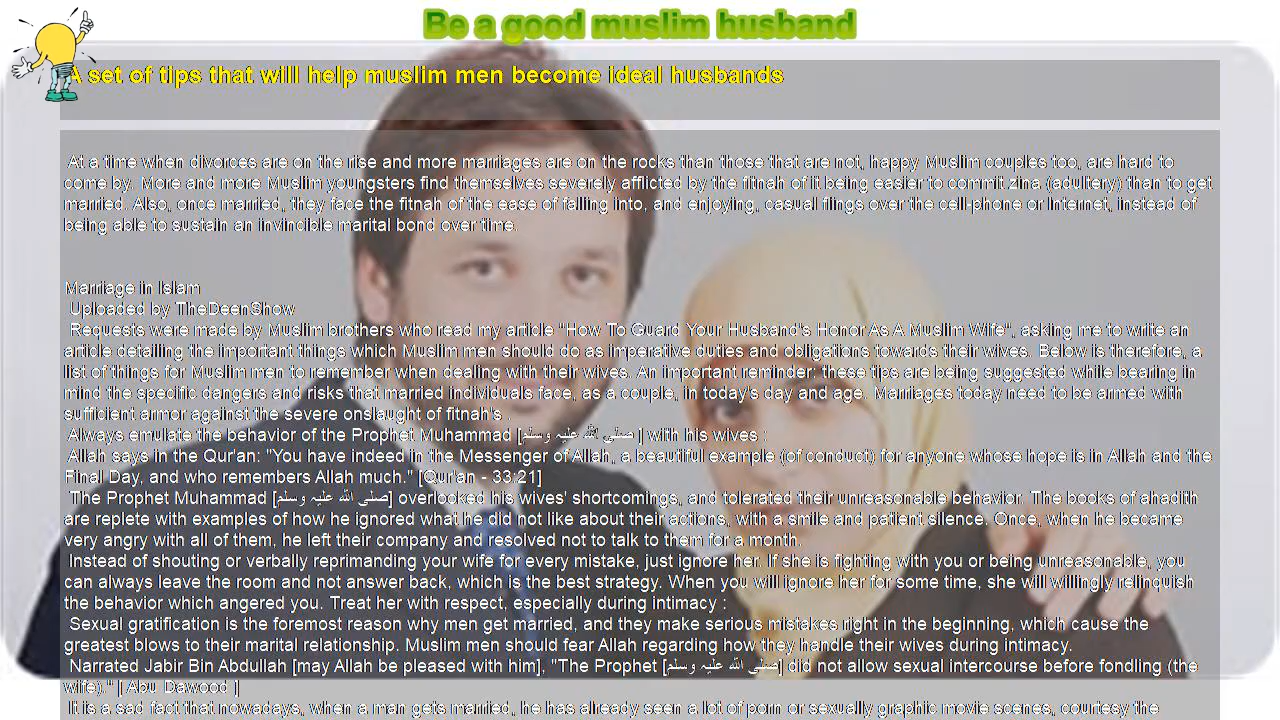 Be a good muslim husband
A set of tips that will help muslim men become ideal husbands
At a time when divorces are on the rise and more marriages are on the rocks than those that are not, happy Muslim couples too, are hard to
come by. More and more Muslim youngsters find themselves severely afflicted by the fitnah of it being easier to commit zina (adultery) than to get
married. Also, once married, they face the fitnah of the ease of falling into, and enjoying, casual flings over the cell-phone or Internet, instead of
being able to sustain an invincible marital bond over time.
Marriage in Islam
Uploaded by TheDeenShow
Requests were made by Muslim brothers who read my article "How To Guard Your Husband's Honor As A Muslim Wife", asking me to write an
article detailing the important things which Muslim men should do as imperative duties and obligations towards their wives. Below is therefore, a
list of things for Muslim men to remember when dealing with their wives. An important reminder: these tips are being suggested while bearing in
mind the specific dangers and risks that married individuals face, as a couple, in today's day and age. Marriages today need to be armed with
sufficient armor against the severe onslaught of fitnah's .
Always emulate the behavior of the Prophet Muhammad [صلی اللہ علیہ وسلم ] with his wives :
Allah says in the Qur'an: "You have indeed in the Messenger of Allah, a beautiful example (of conduct) for anyone whose hope is in Allah and the
Final Day, and who remembers Allah much." [Qur'an - 33:21]
The Prophet Muhammad [صلی اللہ علیہ وسلم] overlooked his wives' shortcomings, and tolerated their unreasonable behavior. The books of ahadith
are replete with examples of how he ignored what he did not like about their actions, with a smile and patient silence. Once, when he became
very angry with all of them, he left their company and resolved not to talk to them for a month.
Instead of shouting or verbally reprimanding your wife for every mistake, just ignore her. If she is fighting with you or being unreasonable, you
can always leave the room and not answer back, which is the best strategy. When you will ignore her for some time, she will willingly relinquish
the behavior which angered you. Treat her with respect, especially during intimacy :
Sexual gratification is the foremost reason why men get married, and they make serious mistakes right in the beginning, which cause the
greatest blows to their marital relationship. Muslim men should fear Allah regarding how they handle their wives during intimacy.
Narrated Jabir Bin Abdullah [may Allah be pleased with him], "The Prophet [صلی اللہ علیہ وسلم] did not allow sexual intercourse before fondling (the
wife)." [ Abu Dawood ]
It is a sad fact that nowadays, when a man gets married, he has already seen a lot of porn or sexually graphic movie scenes, courtesy the